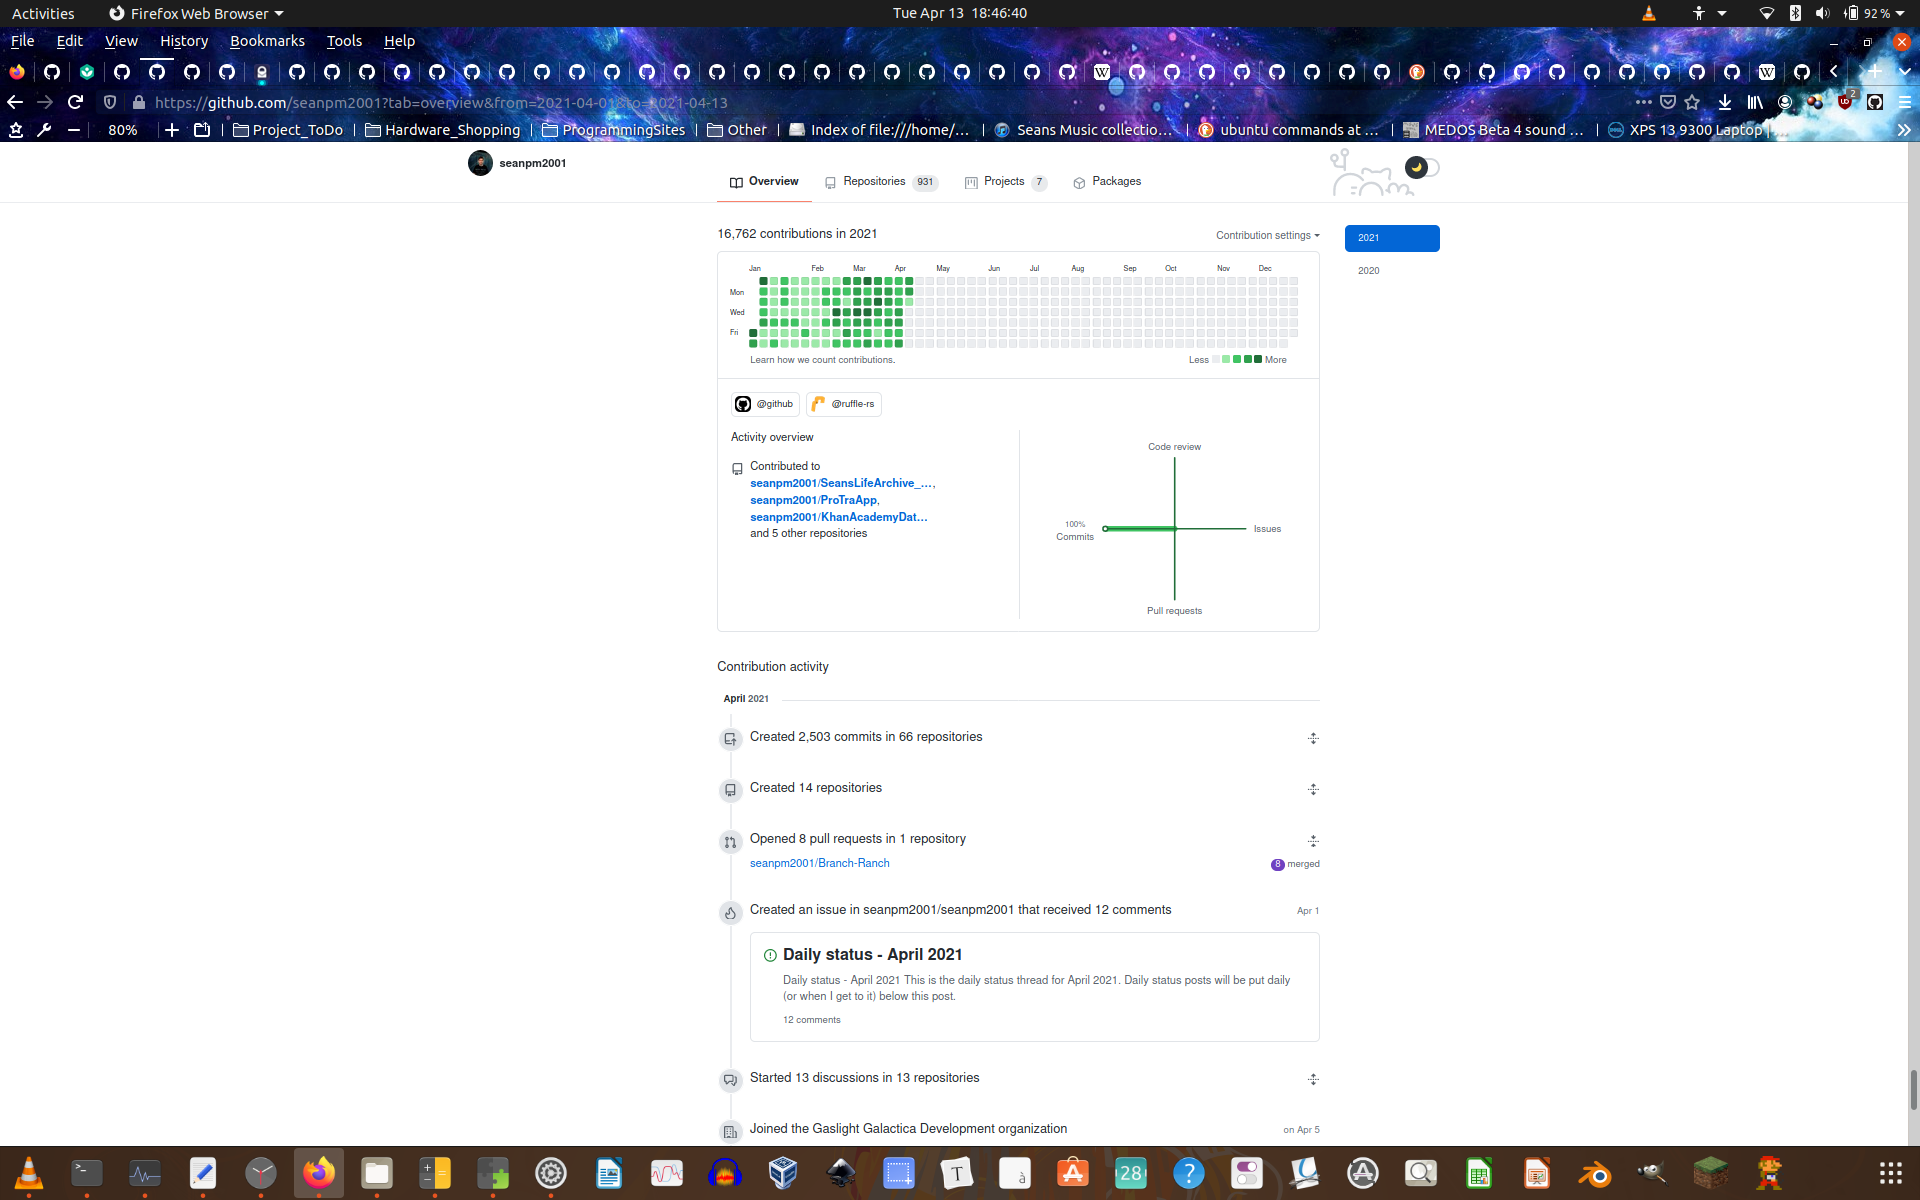 Activities
Firefox Web Browser
Tue Apr 13 18:46:40
92 %
File Edit View History Bookmarks Tools Help
https://github.com/seanpm2001?tab=overview&from=2021-04-01&to=2021-04-13
2
80%
Project_ToDo
Hardware_Shopping
ProgrammingSites
Other
Index of file:///home/...
Seans Music collectio...
ubuntu commands at ...
MEDOS Beta 4 sound ...
XPS 13 9300 Laptop | ...
seanpm2001
Overview
Repositories 931
Projects 7
Packages
16,762 contributions in 2021
Contribution settings
2021
2020
Jan Feb Mar Apr May Jun Jul Aug Sep Oct Nov Dec
Mon
Wed
Fri
Learn how we count contributions.
Less More
@github
@ruffle-rs
Activity overview
Contributed to
seanpm2001/SeansLifeArchive_...,
seanpm2001/ProTraApp,
seanpm2001/KhanAcademyDat...
and 5 other repositories
Code review
100%
Commits
Issues
Pull requests
Contribution activity
April 2021
Created 2,503 commits in 66 repositories
Created 14 repositories
Opened 8 pull requests in 1 repository
seanpm2001/Branch-Ranch
8 merged
Created an issue in seanpm2001/seanpm2001 that received 12 comments
Apr 1
Daily status - April 2021
Daily status - April 2021 This is the daily status thread for April 2021. Daily status posts will be put daily
(or when I get to it) below this post.
12 comments
Started 13 discussions in 13 repositories
Joined the Gaslight Galactica Development organization
on Apr 5